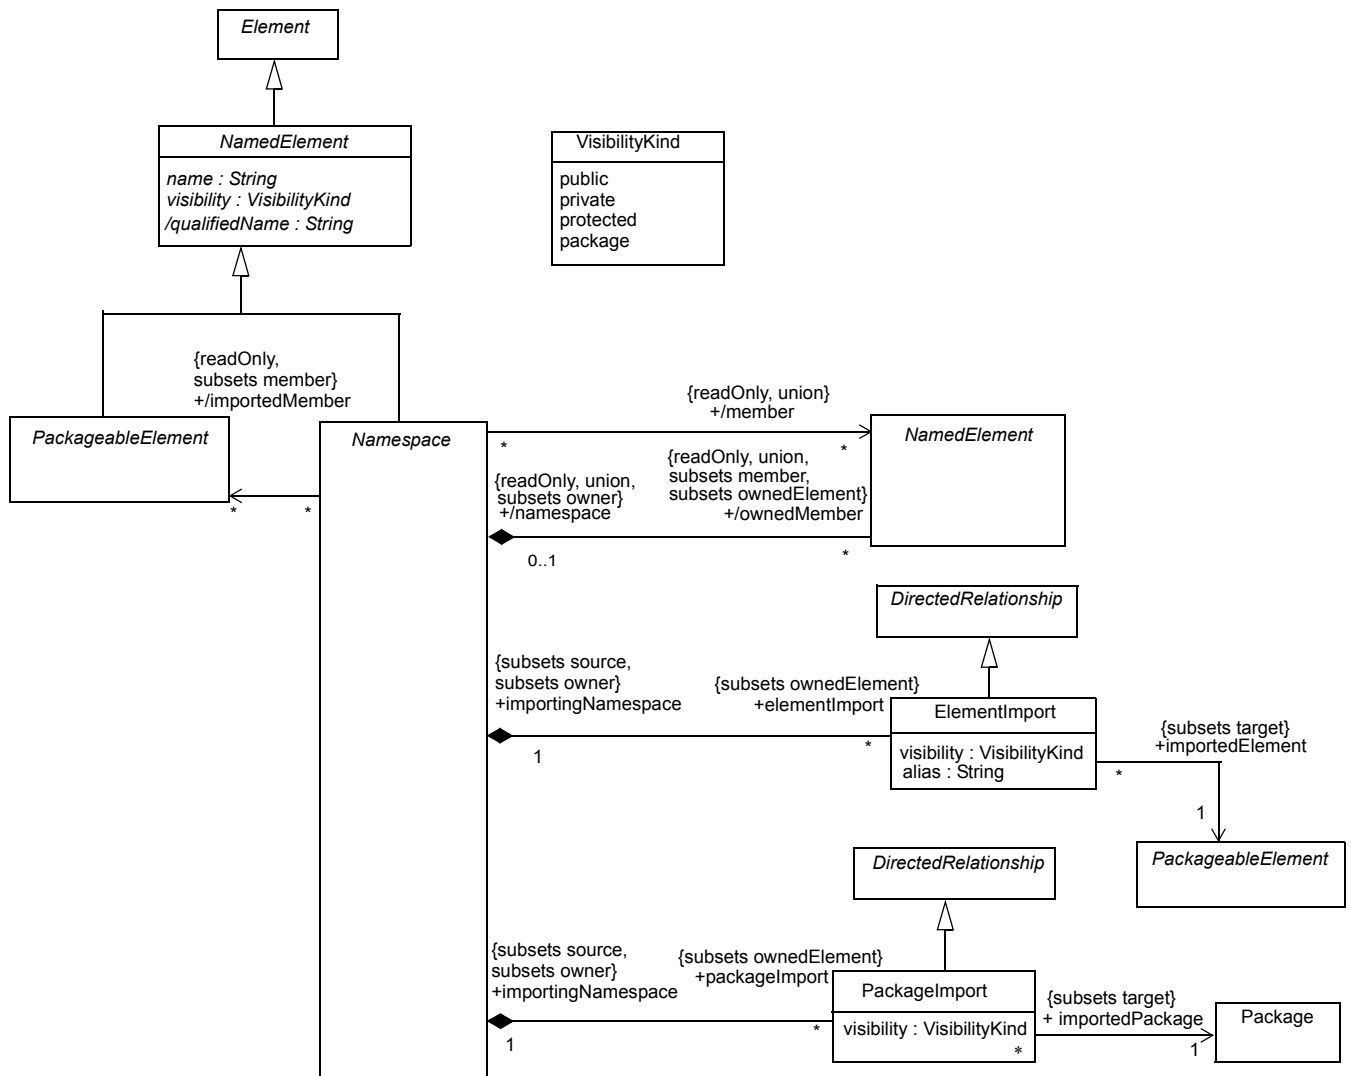 Element
NamedElement
name : String
visibility : VisibilityKind
/qualifiedName : String
VisibilityKind
public
private
protected
package
{readOnly,
subsets member}
+/importedMember
PackageableElement
*
*
Namespace
{readOnly, union}
+/member
*
*
NamedElement
{readOnly, union,
subsets owner}
+/namespace
0..1
{readOnly, union,
subsets member,
subsets ownedElement}
+/ownedMember
*
DirectedRelationship
{subsets source,
subsets owner}
+importingNamespace
1
{subsets ownedElement}
+elementImport
*
ElementImport
visibility : VisibilityKind
alias : String
{subsets target}
+importedElement
*
1
PackageableElement
DirectedRelationship
{subsets source,
subsets owner}
+importingNamespace
1
{subsets ownedElement}
+packageImport
*
PackageImport
visibility : VisibilityKind
*
{subsets target}
+ importedPackage
1
Package